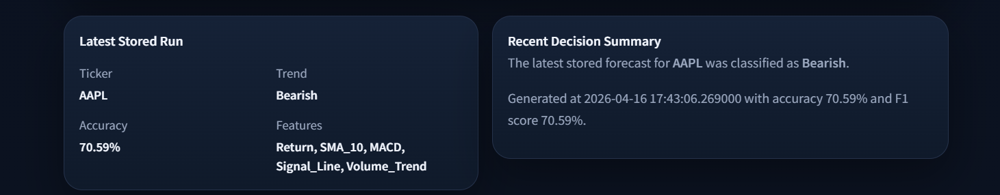 Latest Stored Run
Ticker
AAPL
Trend
Bearish
Accuracy
70.59%
Features
Return, SMA_10, MACD,
Signal_Line, Volume_Trend
Recent Decision Summary
The latest stored forecast for AAPL was classified as Bearish.
Generated at 2026-04-16 17:43:06.269000 with accuracy 70.59% and F1
score 70.59%.